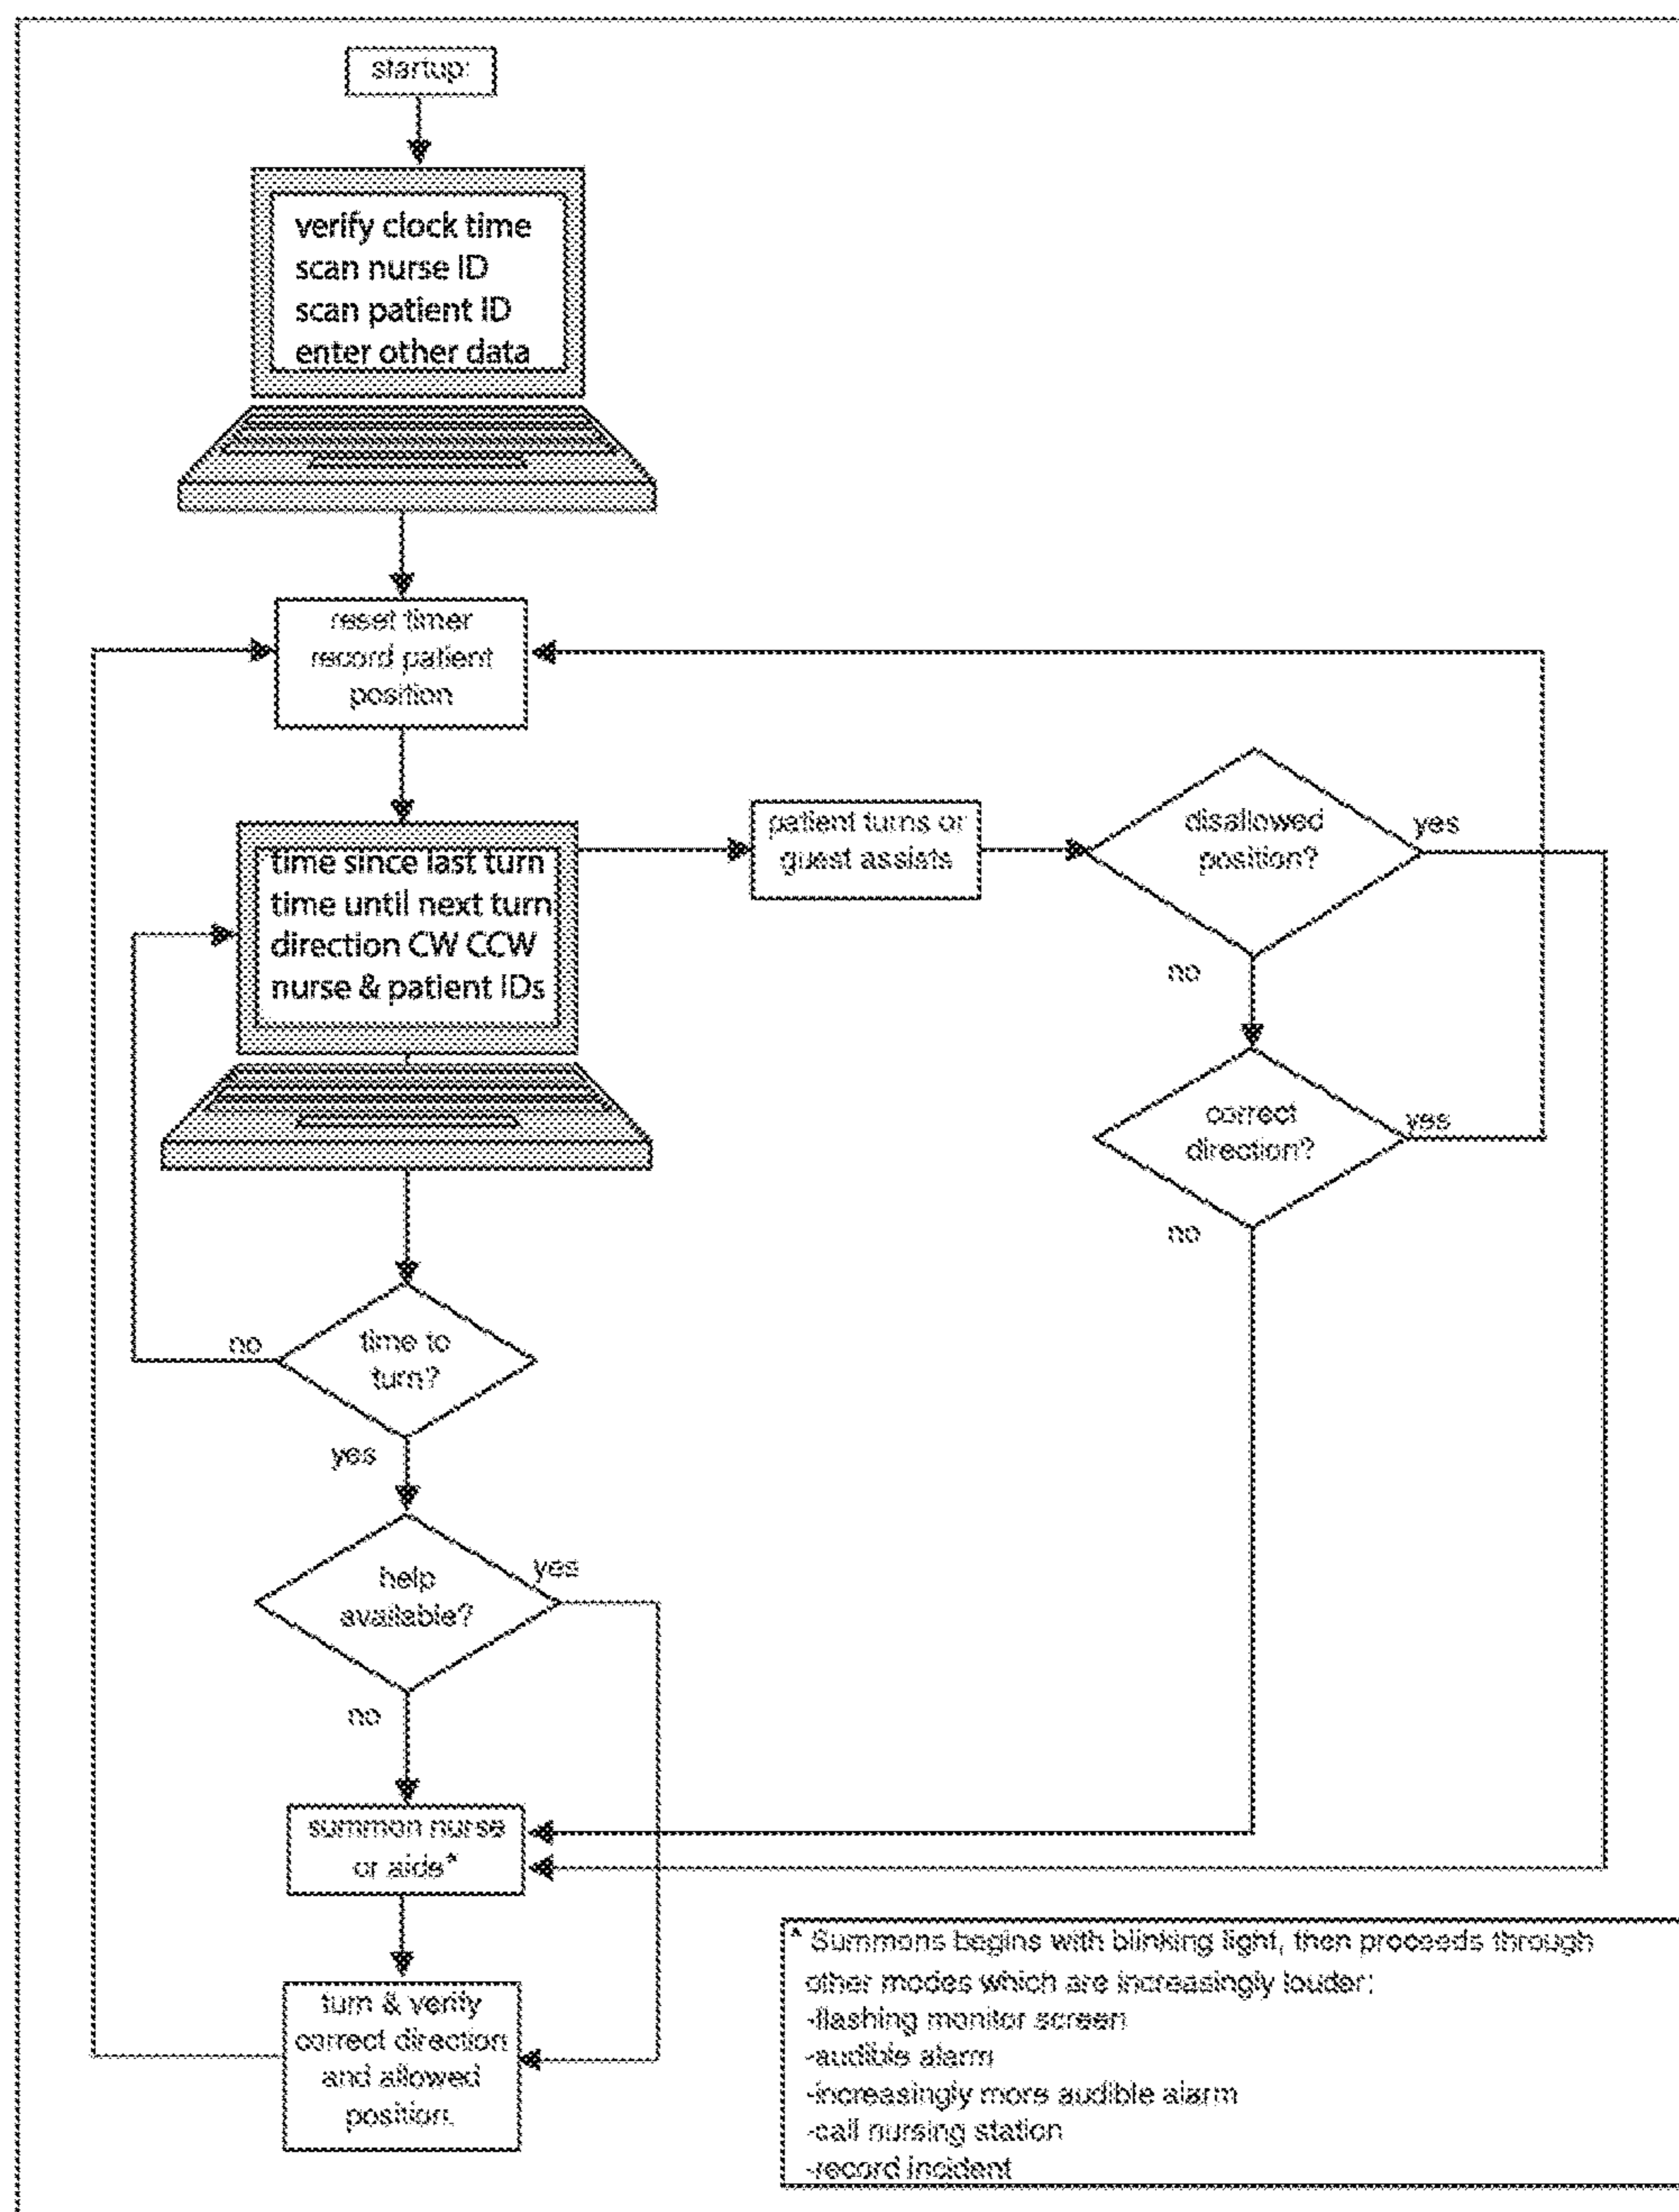 startup:
verify clock time
scan nurse ID
scan patient ID
enter other data
reset timer
record patient
position
time since last turn
time until next turn
direction CW CCW
nurse & patient IDs
patient turns or
guest assists
disallowed
position?
yes
no
correct
direction?
yes
no
time to
turn?
no
yes
help
available?
yes
no
summon nurse
or aide*
turn & verify
correct direction
and allowed
position.
* Summons begins with blinking light, then proceeds through
other modes which are increasingly louder:
-flashing monitor screen
-audible alarm
-increasingly more audible alarm
-call nursing station
-record incident